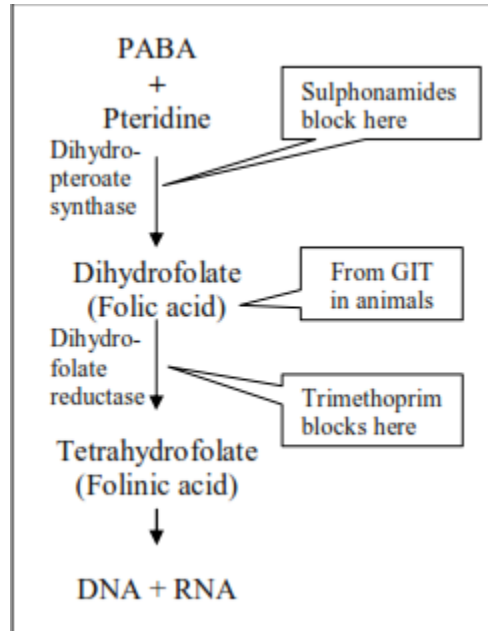 PABA
+
Pteridine
Sulphonamides
block here
Dihydro-
pteroate
synthase
Dihydrofolate
(Folic acid)
From GIT
in animals
Dihydro-
folate
reductase
Trimethoprim
blocks here
Tetrahydrofolate
(Folinic acid)
DNA + RNA